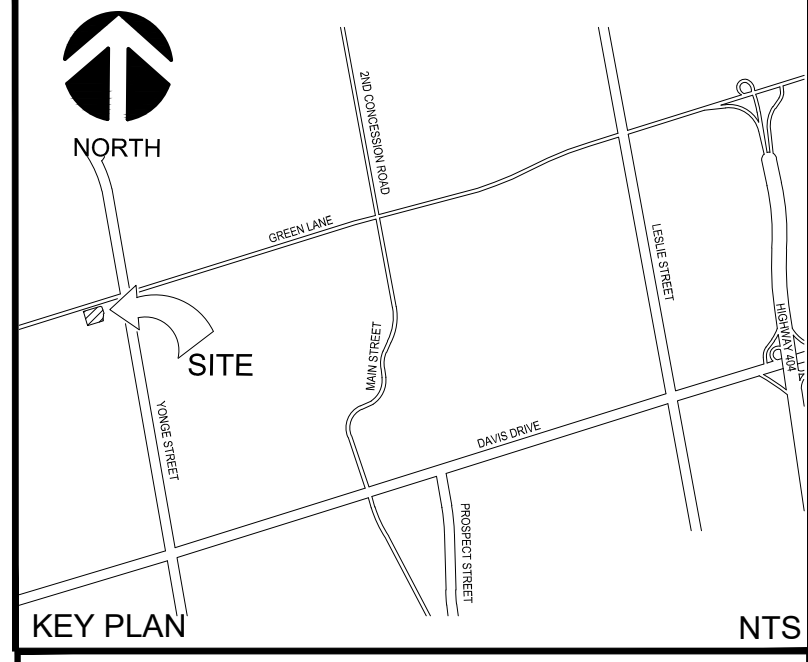 NORTH
2ND CONCESSION ROAD
GREEN LANE
LESLIE STREET
HIGHWAY 404
SITE
MAIN STREET
YONGE STREET
DAVIS DRIVE
PROSPECT STREET
KEY PLAN
NTS